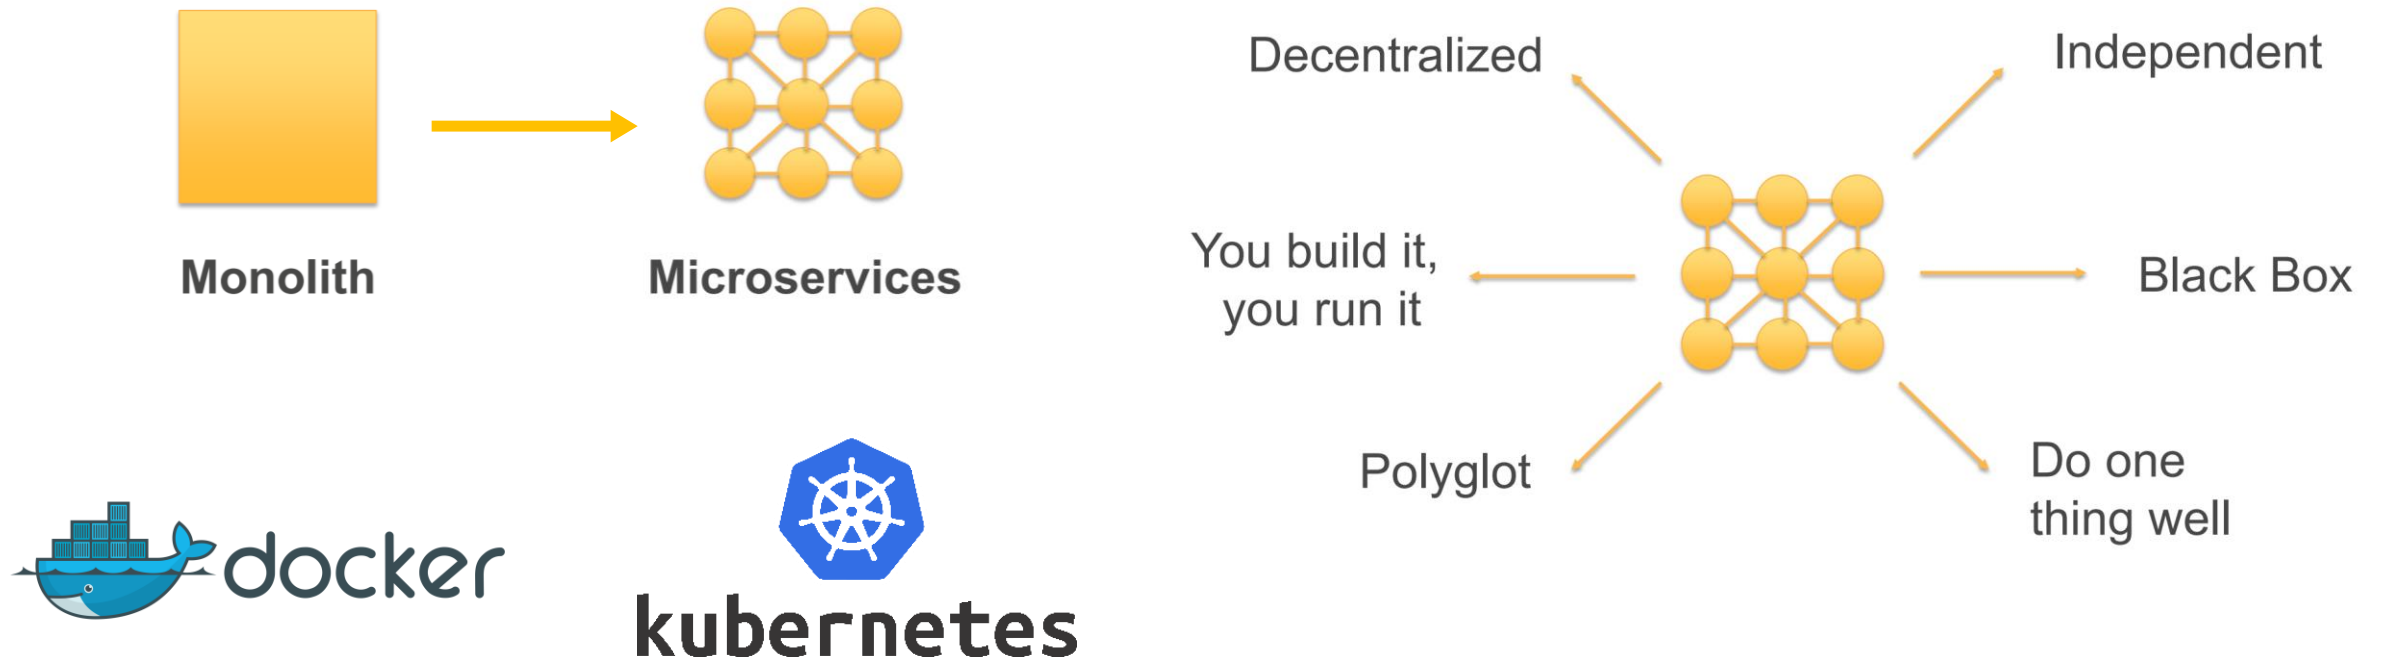 Monolith
Microservices
docker
kubernetes
Decentralized
Independent
You build it,
you run it
Black Box
Polyglot
Do one
thing well